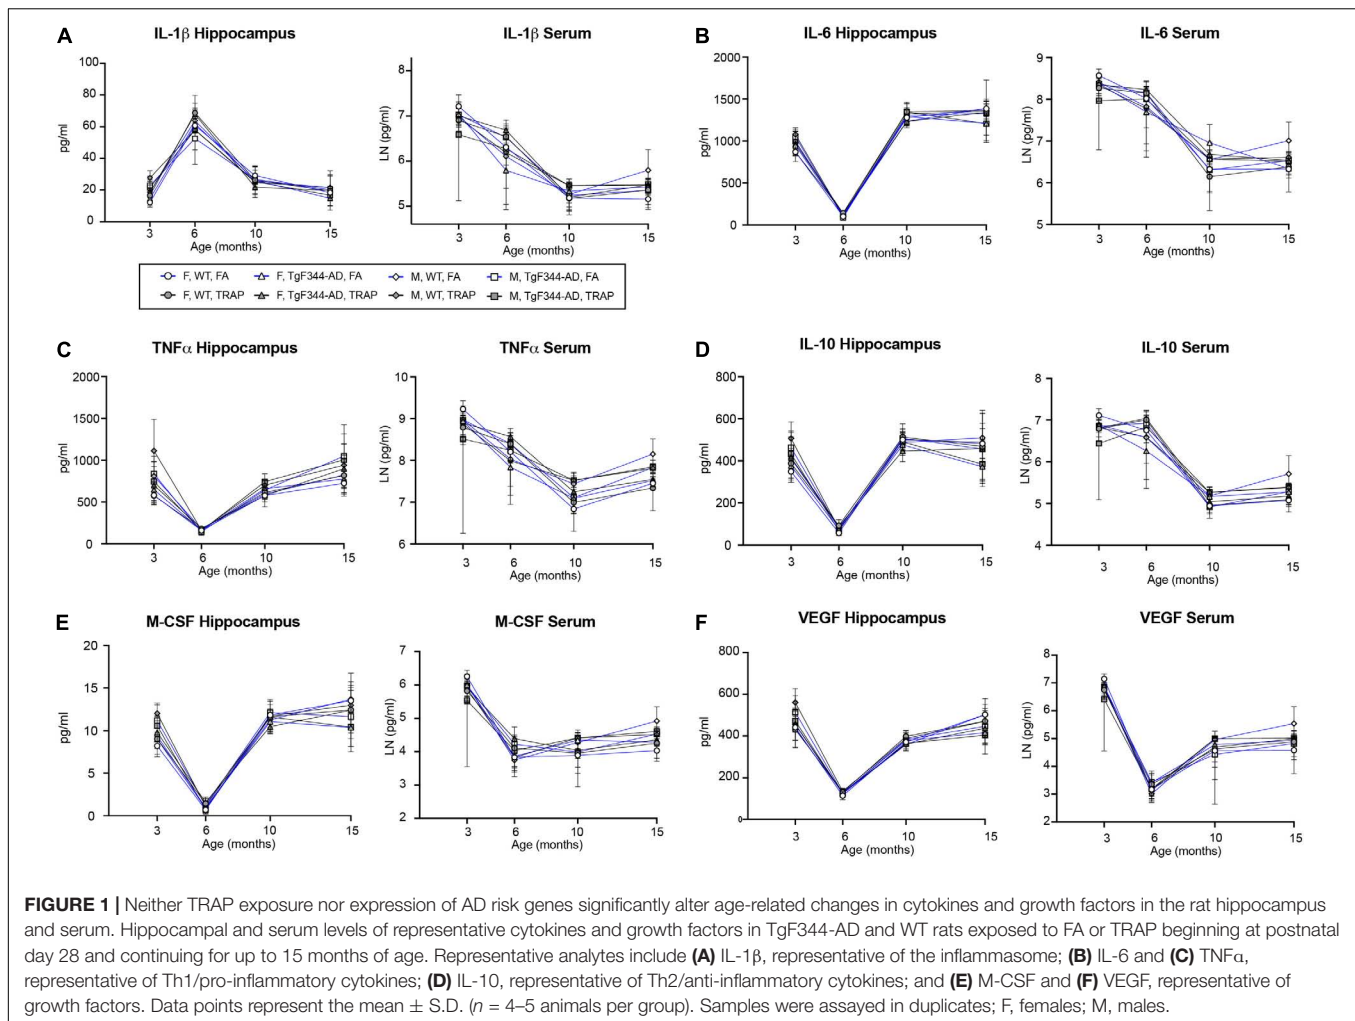 A
IL-1β Hippocampus
100
80
60
40
20
0
pg/ml
3 6 10 15
Age (months)
IL-1β Serum
8
7
6
5
LN (pg/ml)
3 6 10 15
Age (months)
B
IL-6 Hippocampus
2000
1500
1000
500
0
pg/ml
3 6 10 15
Age (months)
IL-6 Serum
9
8
7
6
5
LN (pg/ml)
3 6 10 15
Age (months)
F, WT, FA F, TgF344-AD, FA M, WT, FA M, TgF344-AD, FA
F, WT, TRAP F, TgF344-AD, TRAP M, WT, TRAP M, TgF344-AD, TRAP
C
TNFα Hippocampus
2000
1500
1000
500
0
pg/ml
3 6 10 15
Age (months)
TNFα Serum
10
9
8
7
6
LN (pg/ml)
3 6 10 15
Age (months)
D
IL-10 Hippocampus
800
600
400
200
0
pg/ml
3 6 10 15
Age (months)
IL-10 Serum
8
7
6
5
4
LN (pg/ml)
3 6 10 15
Age (months)
E
M-CSF Hippocampus
20
15
10
5
0
pg/ml
3 6 10 15
Age (months)
M-CSF Serum
7
6
5
4
3
2
LN (pg/ml)
3 6 10 15
Age (months)
F
VEGF Hippocampus
800
600
400
200
0
pg/ml
3 6 10 15
Age (months)
VEGF Serum
8
7
6
5
4
3
2
LN (pg/ml)
3 6 10 15
Age (months)
FIGURE 1 | Neither TRAP exposure nor expression of AD risk genes significantly alter age-related changes in cytokines and growth factors in the rat hippocampus
and serum. Hippocampal and serum levels of representative cytokines and growth factors in TgF344-AD and WT rats exposed to FA or TRAP beginning at postnatal
day 28 and continuing for up to 15 months of age. Representative analytes include (A) IL-1β, representative of the inflammasome; (B) IL-6 and (C) TNFα,
representative of Th1/pro-inflammatory cytokines; (D) IL-10, representative of Th2/anti-inflammatory cytokines; and (E) M-CSF and (F) VEGF, representative of
growth factors. Data points represent the mean ± S.D. (n = 4–5 animals per group). Samples were assayed in duplicates; F, females; M, males.